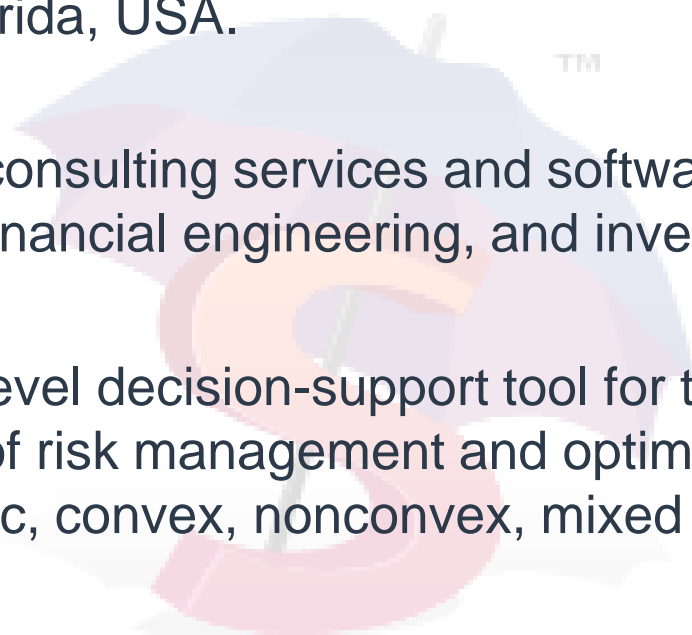 rida, USA.
TM
consulting services and softwa
nancial engineering, and inve
evel decision-support tool for t
of risk management and optim
c, convex, nonconvex, mixed